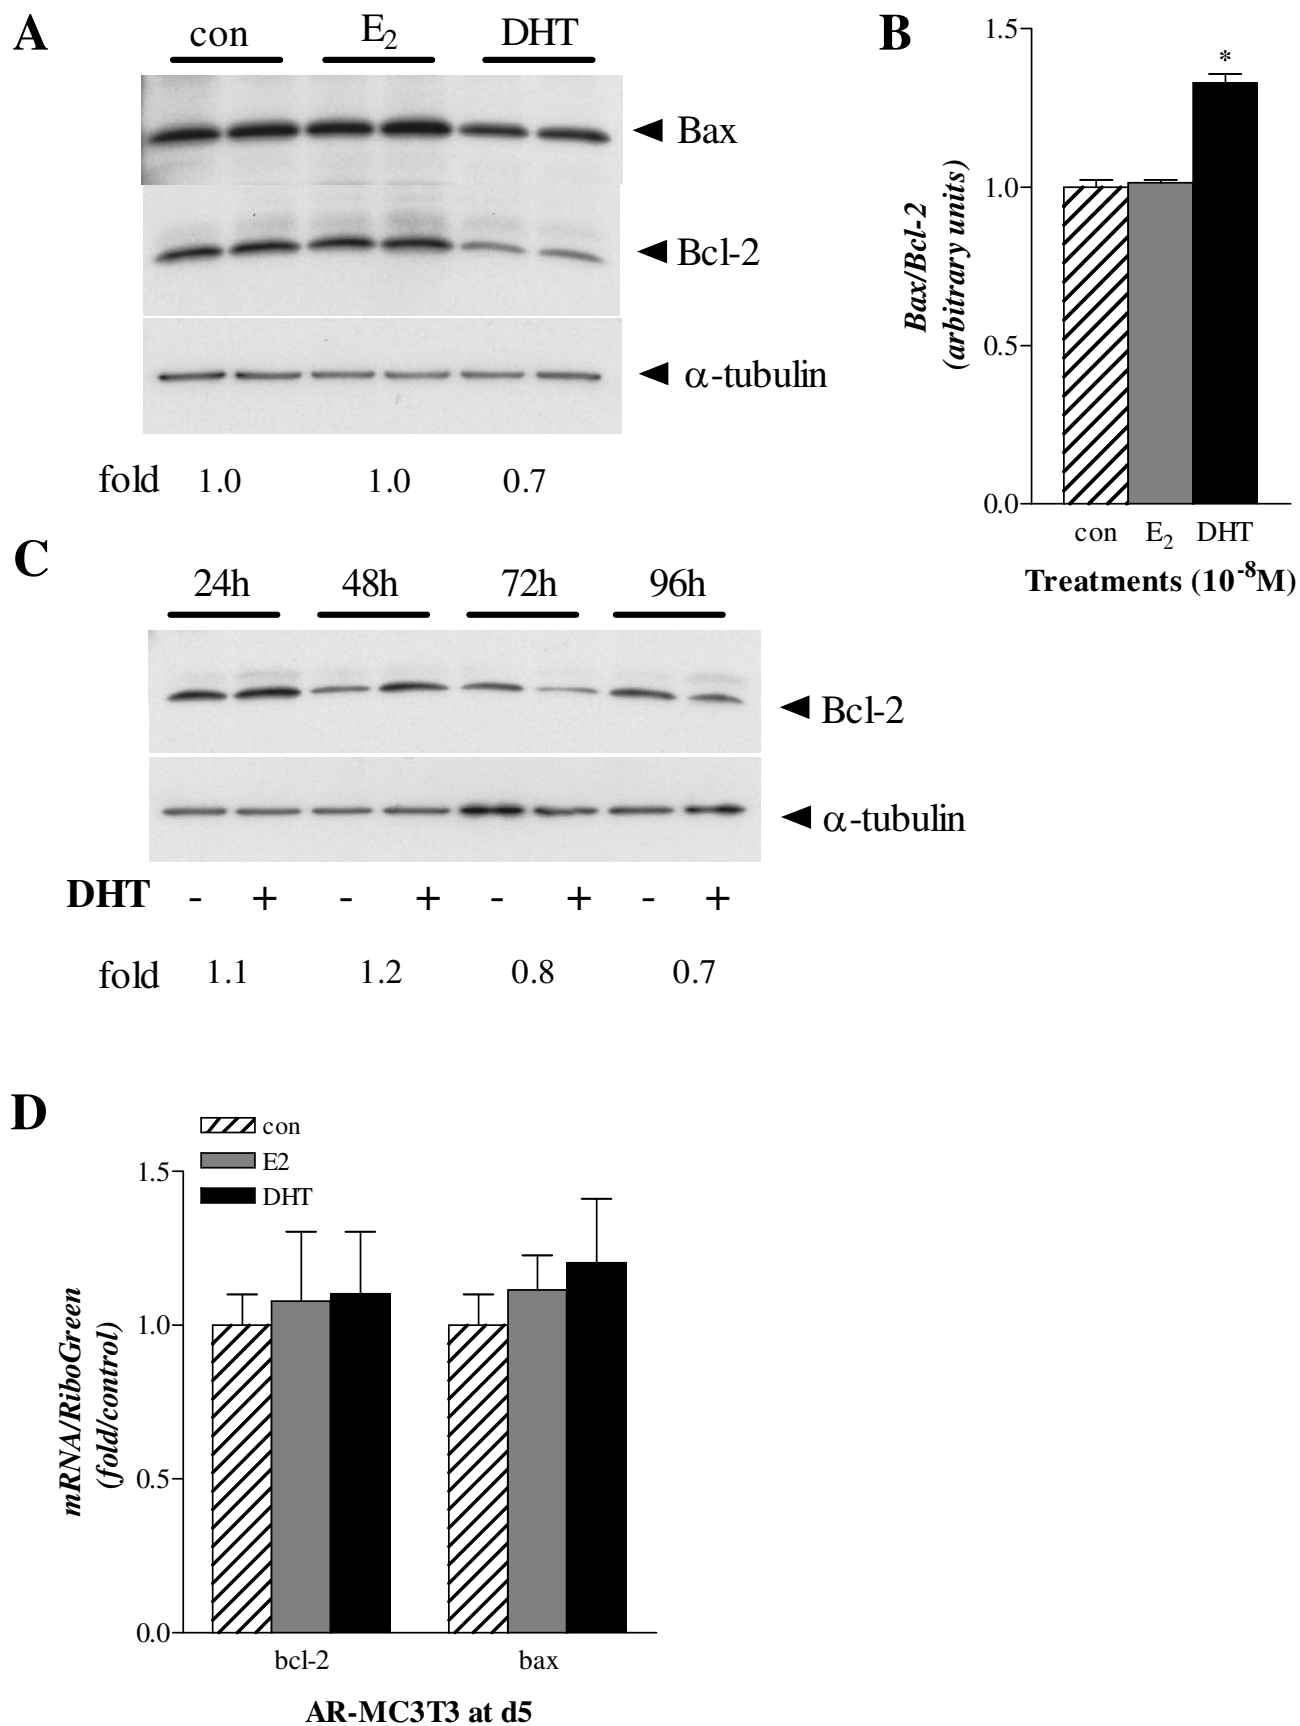 A
con E₂ DHT
Bax
Bcl-2
α-tubulin
fold 1.0 1.0 0.7
B
Bax/Bcl-2
(arbitrary units)
1.5
1.0
0.5
0.0
*
con E₂ DHT
Treatments (10⁻⁸M)
C
24h 48h 72h 96h
Bcl-2
α-tubulin
DHT - + - + - + - +
fold 1.1 1.2 0.8 0.7
D
con
E2
DHT
mRNA/RiboGreen
(fold/control)
1.5
1.0
0.5
0.0
bcl-2 bax
AR-MC3T3 at d5